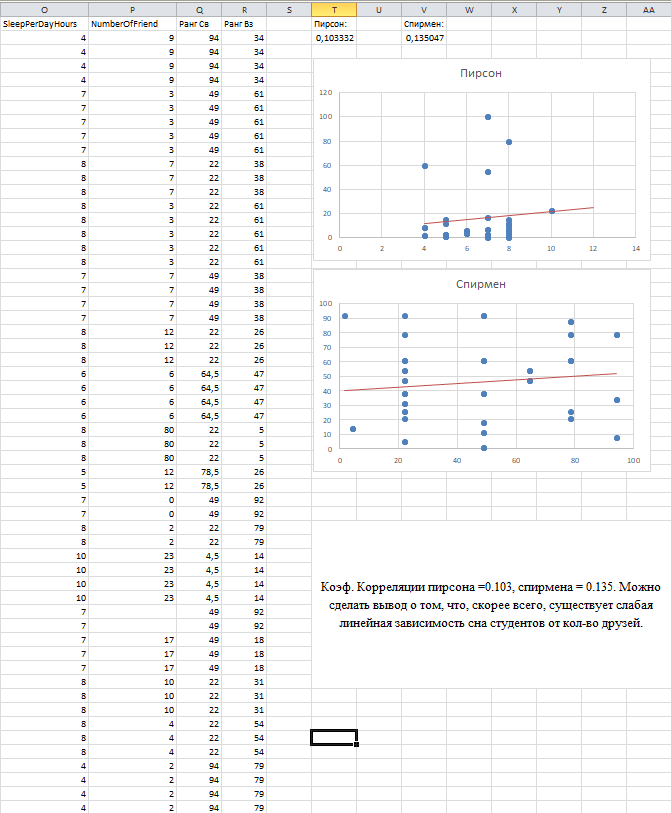 O P Q R S T U V W X Y Z AA
SleepPerDayHours NumberOfFriend Ранг Св Ранг Вз Пирсон: Спирмен:
4 9 94 34 0,103332 0,135047
4 9 94 34
4 9 94 34
4 9 94 34
7 3 49 61
7 3 49 61
7 3 49 61
7 3 49 61
7 3 49 61
8 7 22 38
8 7 22 38
8 7 22 38
8 3 22 61
8 3 22 61
8 3 22 61
8 3 22 61
8 3 22 61
7 7 49 38
7 7 49 38
7 7 49 38
7 7 49 38
8 12 22 26
8 12 22 26
8 12 22 26
6 6 64,5 47
6 6 64,5 47
6 6 64,5 47
6 6 64,5 47
8 80 22 5
8 80 22 5
8 80 22 5
5 12 78,5 26
5 12 78,5 26
7 0 49 92
7 0 49 92
8 2 22 79
8 2 22 79
10 23 4,5 14
10 23 4,5 14
10 23 4,5 14
10 23 4,5 14
7 49 92
7 49 92
7 17 49 18
7 17 49 18
7 17 49 18
8 10 22 31
8 10 22 31
8 10 22 31
8 4 22 54
8 4 22 54
8 4 22 54
4 2 94 79
4 2 94 79
4 2 94 79
4 2 94 79
Пирсон
120
100
80
60
40
20
0
0 2 4 6 8 10 12 14
Спирмен
100
90
80
70
60
50
40
30
20
10
0
0 20 40 60 80 100
Коэф. Корреляции пирсона =0.103, спирмена = 0.135. Можно
сделать вывод о том, что, скорее всего, существует слабая
линейная зависимость сна студентов от кол-во друзей.